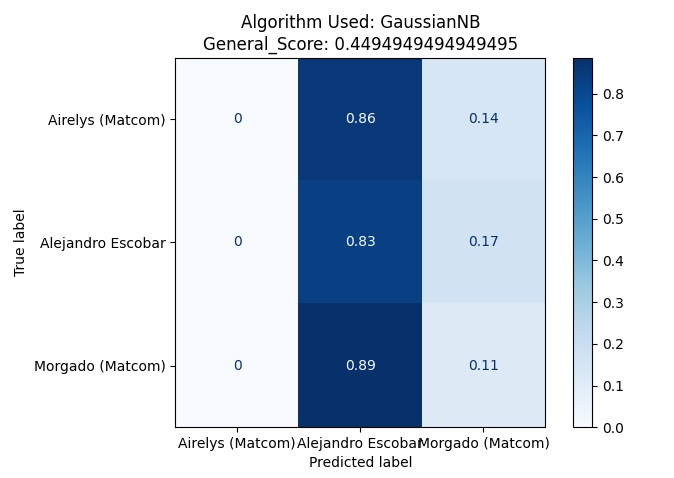 Algorithm Used: GaussianNB
General_Score: 0.4494949494949495
Airelys (Matcom)
0
0.86
0.14
Alejandro Escobar
0
0.83
0.17
Morgado (Matcom)
0
0.89
0.11
True label
Airelys (Matcom)
Alejandro Escobar
Morgado (Matcom)
Predicted label
0.8
0.7
0.6
0.5
0.4
0.3
0.2
0.1
0.0